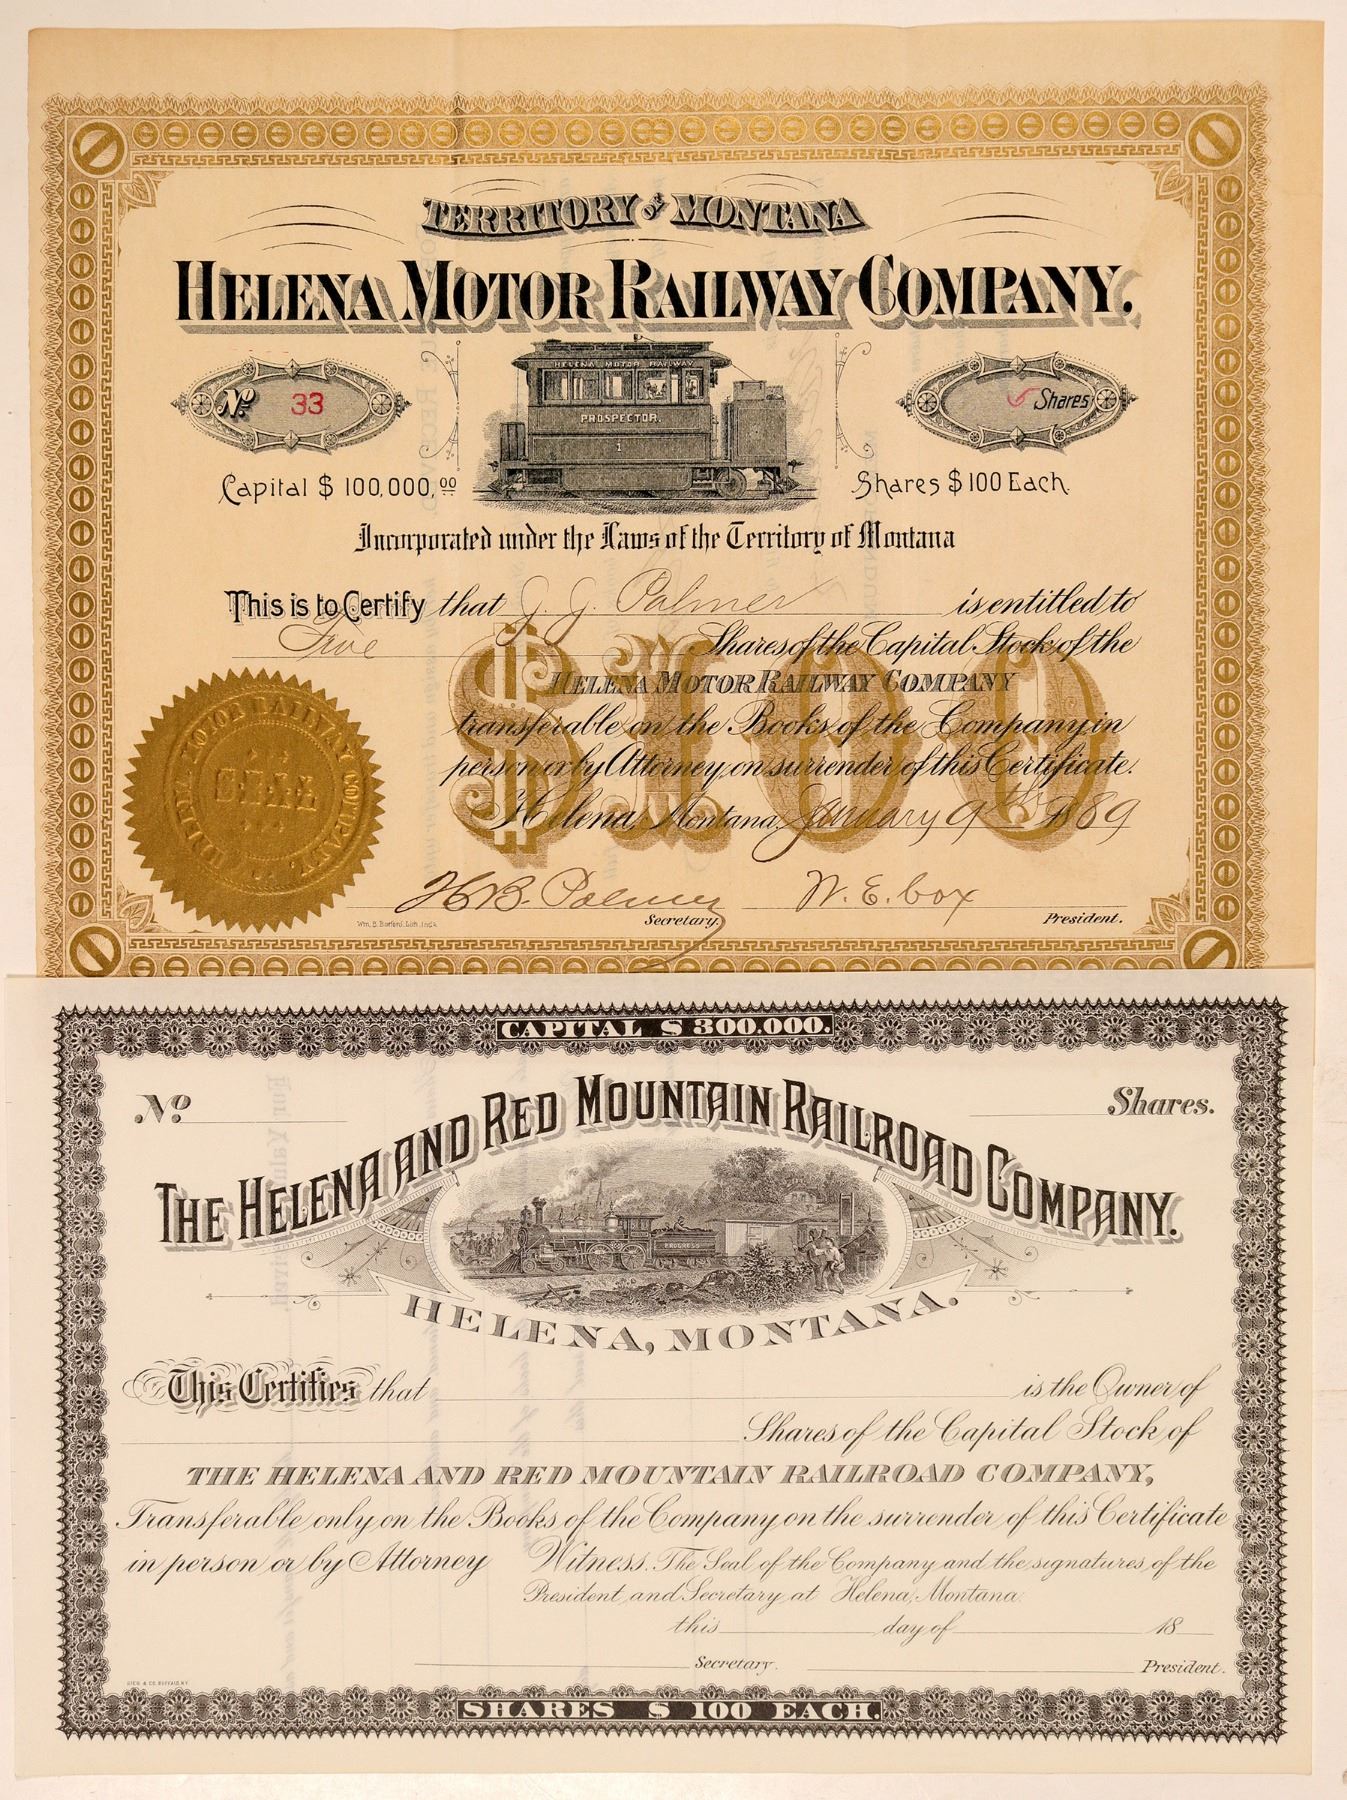 TERRITORY OF MONTANA
HELENA MOTOR RAILWAY COMPANY.
HELENA MOTOR RAILWAY
PROSPECTOR.
1
No 33
5 Shares
Capital $ 100,000,00
Shares $ 100 Each.
Incorporated under the Laws of the Territory of Montana
This is to Certify that J. J. Palmer is entitled to
Five Shares of the Capital Stock of the
HELENA MOTOR RAILWAY COMPANY
transferable on the Books of the Company in
person or by Attorney, on surrender of this Certificate.
Helena, Montana, January 9th 1889
$100
HELENA MOTOR RAILWAY COMPANY
SEAL
H B. Palmer Secretary. W. E. Cox President.
CAPITAL $ 300.000.
No Shares.
THE HELENA AND RED MOUNTAIN RAILROAD COMPANY.
PROGRESS
HELENA, MONTANA.
This Certifies that is the Owner of
Shares of the Capital Stock of
THE HELENA AND RED MOUNTAIN RAILROAD COMPANY,
Transferable only on the Books of the Company on the surrender of this Certificate
in person or by Attorney Witness. The Seal of the Company and the signatures of the
President and Secretary at Helena, Montana.
this day of 18
Secretary. President.
SHARES $ 100 EACH.